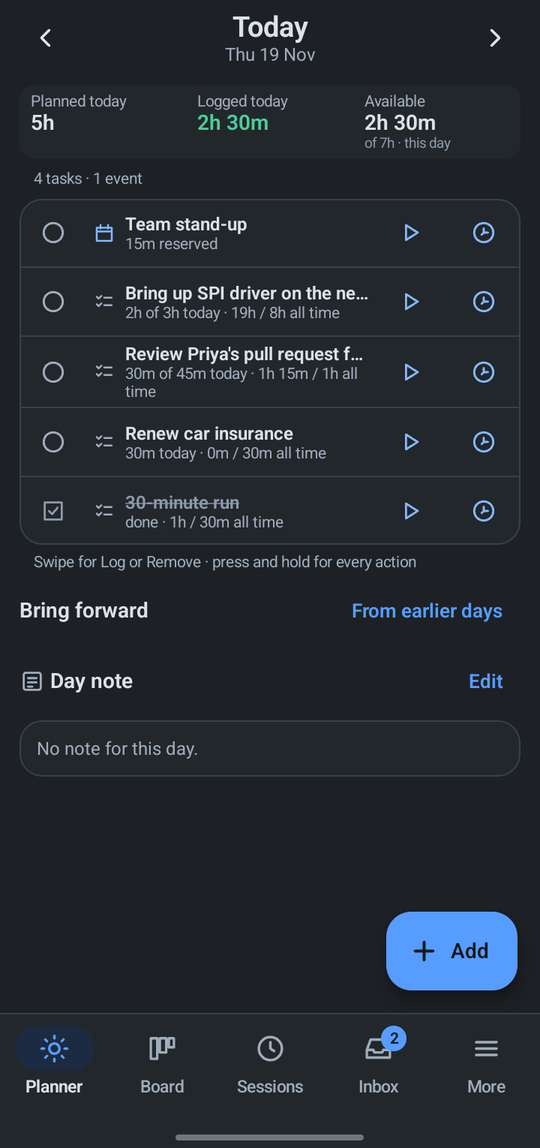 Today
Thu 19 Nov
Planned today
5h
Logged today
2h 30m
Available
2h 30m
of 7h · this day
4 tasks · 1 event
Team stand-up
15m reserved
Bring up SPI driver on the ne…
2h of 3h today · 19h / 8h all time
Review Priya's pull request f…
30m of 45m today · 1h 15m / 1h all
time
Renew car insurance
30m today · 0m / 30m all time
30-minute run
done · 1h / 30m all time
Swipe for Log or Remove · press and hold for every action
Bring forward
From earlier days
Day note
Edit
No note for this day.
Add
2
Planner
Board
Sessions
Inbox
More